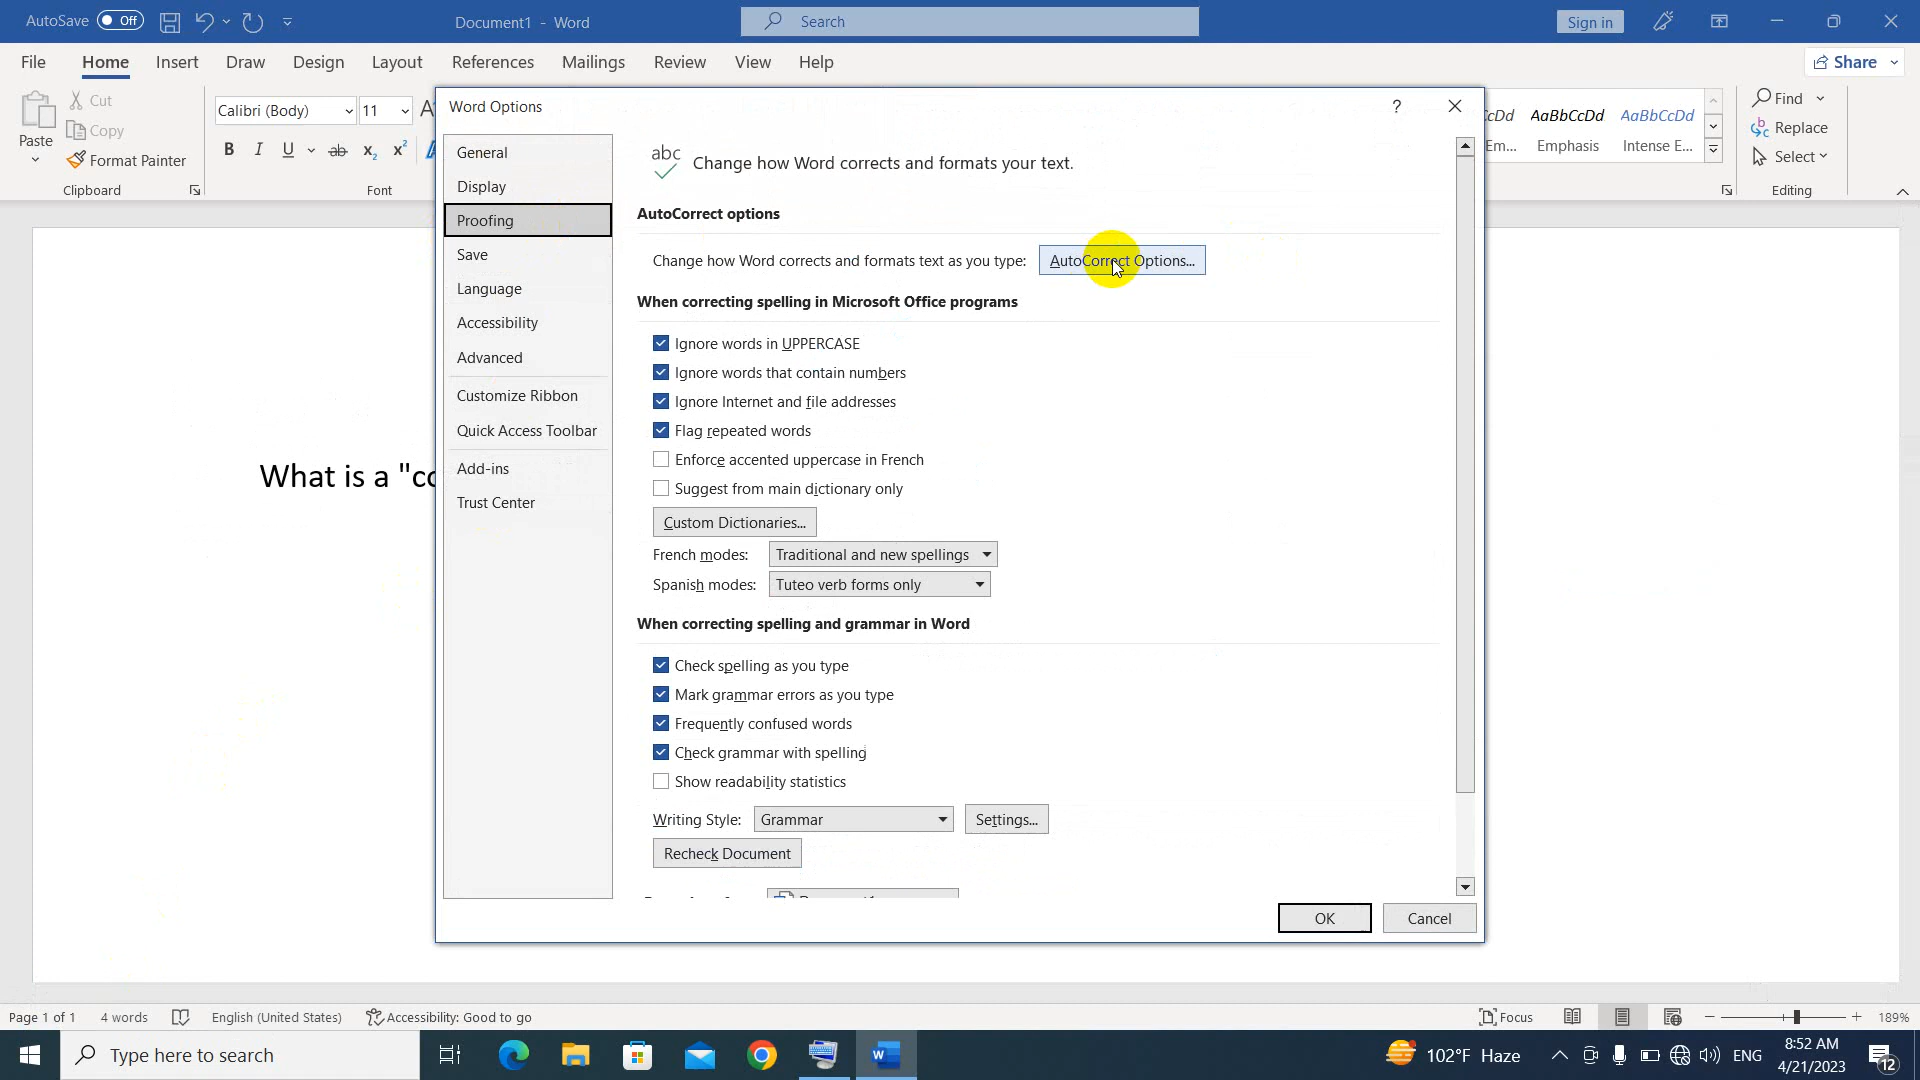 AutoSave Off Document1 - Word Search Sign in
File Home Insert Draw Design Layout References Mailings Review View Help Share
Paste
Cut
Copy
Format Painter
Clipboard
Calibri (Body) 11
B I U ab x₂ x²
Font
AaBbCcDd AaBbCcDd
Em... Emphasis Intense E...
Find
Replace
Select
Editing
What is a "co
Word Options
General
Display
Proofing
Save
Language
Accessibility
Advanced
Customize Ribbon
Quick Access Toolbar
Add-ins
Trust Center
abc Change how Word corrects and formats your text.
AutoCorrect options
Change how Word corrects and formats text as you type: AutoCorrect Options...
When correcting spelling in Microsoft Office programs
Ignore words in UPPERCASE
Ignore words that contain numbers
Ignore Internet and file addresses
Flag repeated words
Enforce accented uppercase in French
Suggest from main dictionary only
Custom Dictionaries...
French modes: Traditional and new spellings
Spanish modes: Tuteo verb forms only
When correcting spelling and grammar in Word
Check spelling as you type
Mark grammar errors as you type
Frequently confused words
Check grammar with spelling
Show readability statistics
Writing Style: Grammar Settings...
Recheck Document
OK Cancel
Page 1 of 1 4 words English (United States) Accessibility: Good to go Focus 189%
Type here to search 102°F Haze ENG 8:52 AM
4/21/2023 12